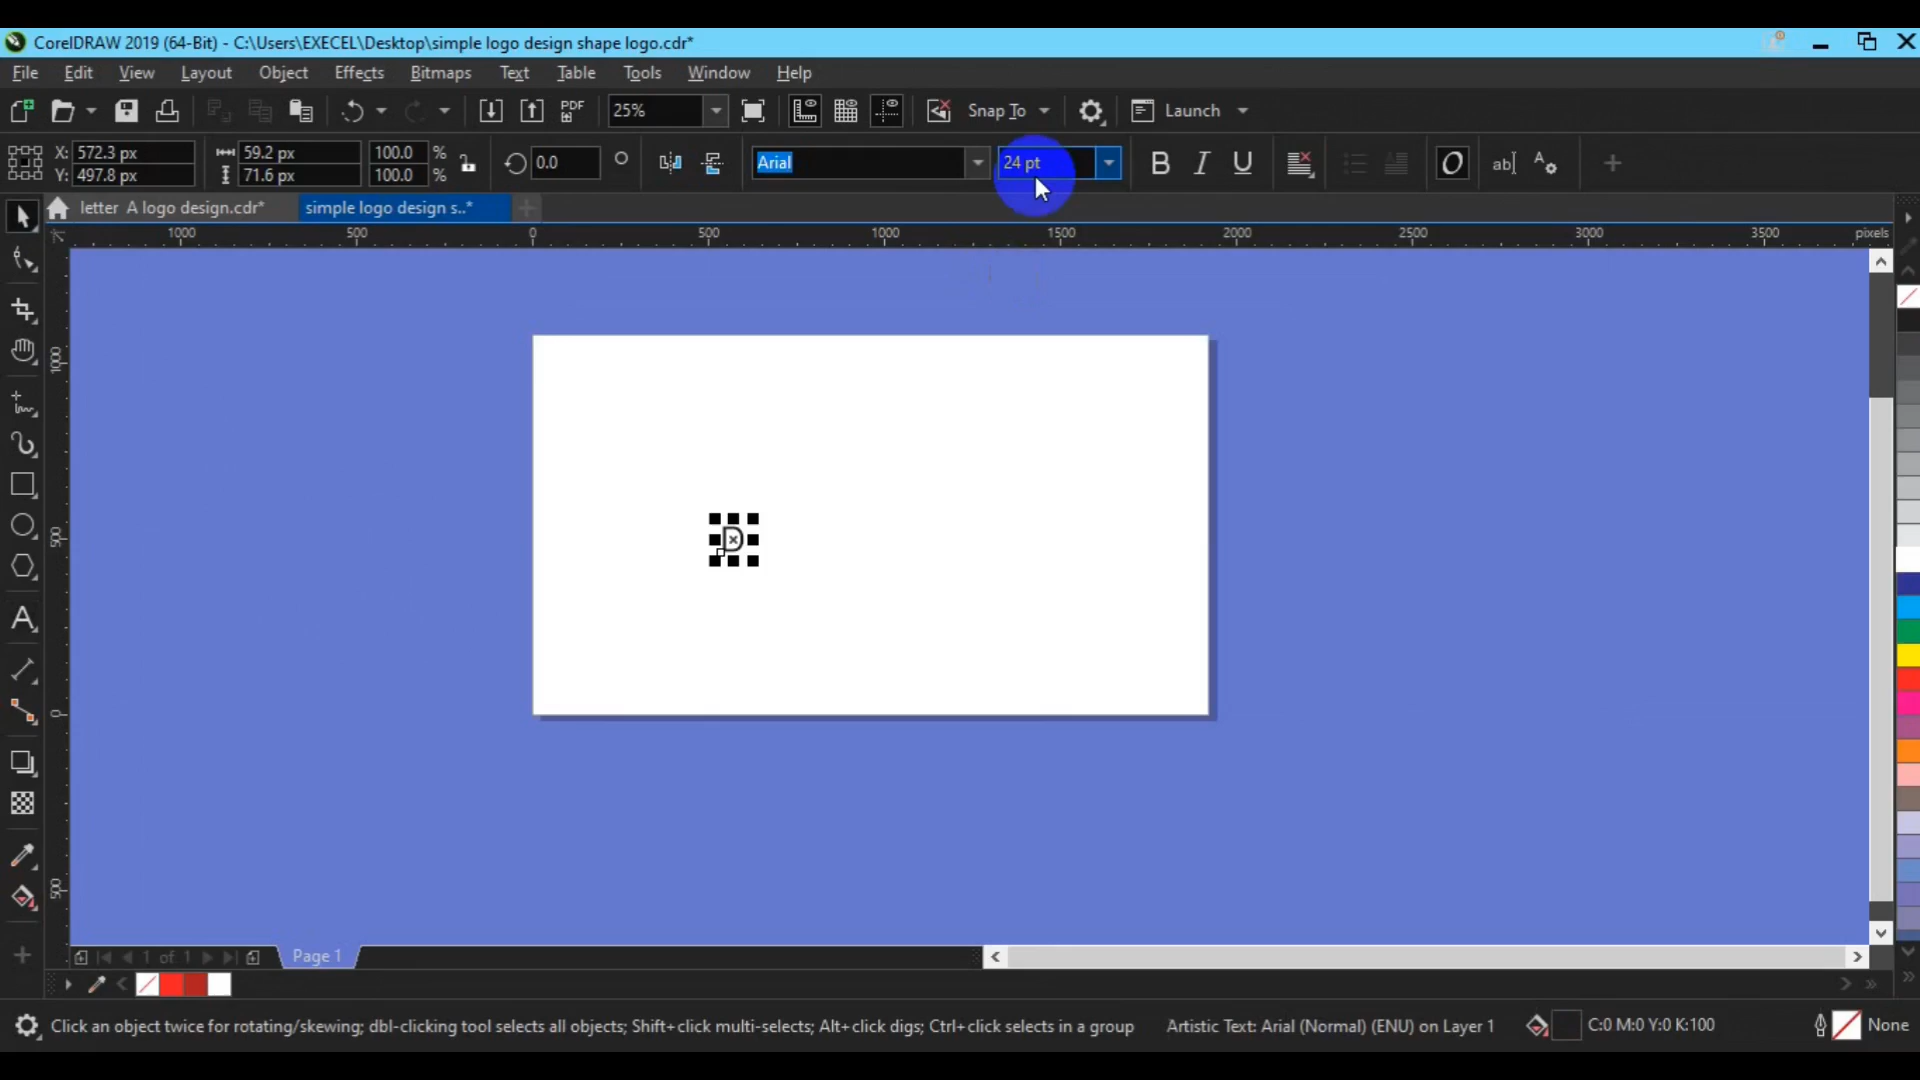 CorelDRAW 2019 (64-Bit) - C:\Users\EXECEL\Desktop\simple logo design shape logo.cdr*
File Edit View Layout Object Effects Bitmaps Text Table Tools Window Help
PDF 25% Snap To Launch
X: 572.3 px 59.2 px 100.0 % 0.0 Arial 24 pt B I U O ab
Y: 497.8 px 71.6 px 100.0 %
letter A logo design.cdr* simple logo design s..*
1000 500 0 500 1000 1500 2000 2500 3000 3500 pixels
1000
D
500
0
500
1 of 1 Page 1
Click an object twice for rotating/skewing; dbl-clicking tool selects all objects; Shift+click multi-selects; Alt+click digs; Ctrl+click selects in a group Artistic Text: Arial (Normal) (ENU) on Layer 1 C:0 M:0 Y:0 K:100 None